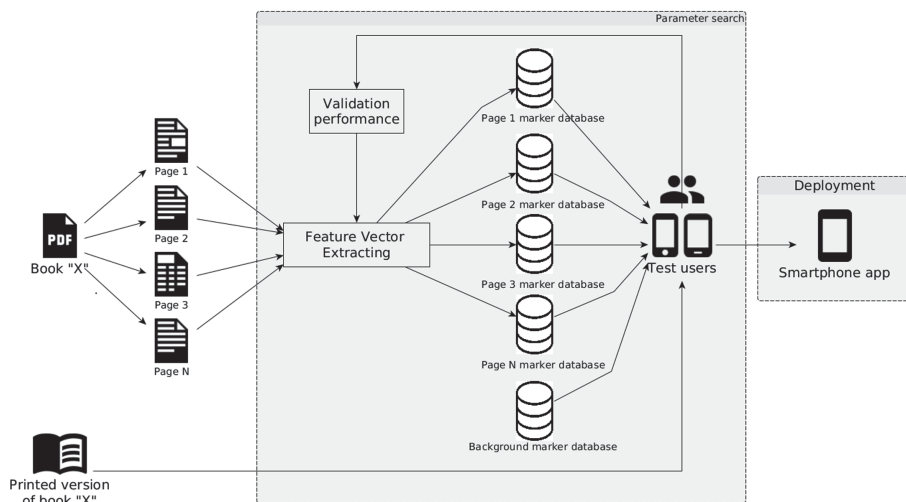 Parameter search
Validation
performance
Page 1 marker database
Page 1
Page 2 marker database
Deployment
PDF
Page 2
Feature Vector
Extracting
Book "X"
Test users
Smartphone app
Page 3 marker database
Page 3
Page N marker database
Page N
Background marker database
Printed version
of book "X"